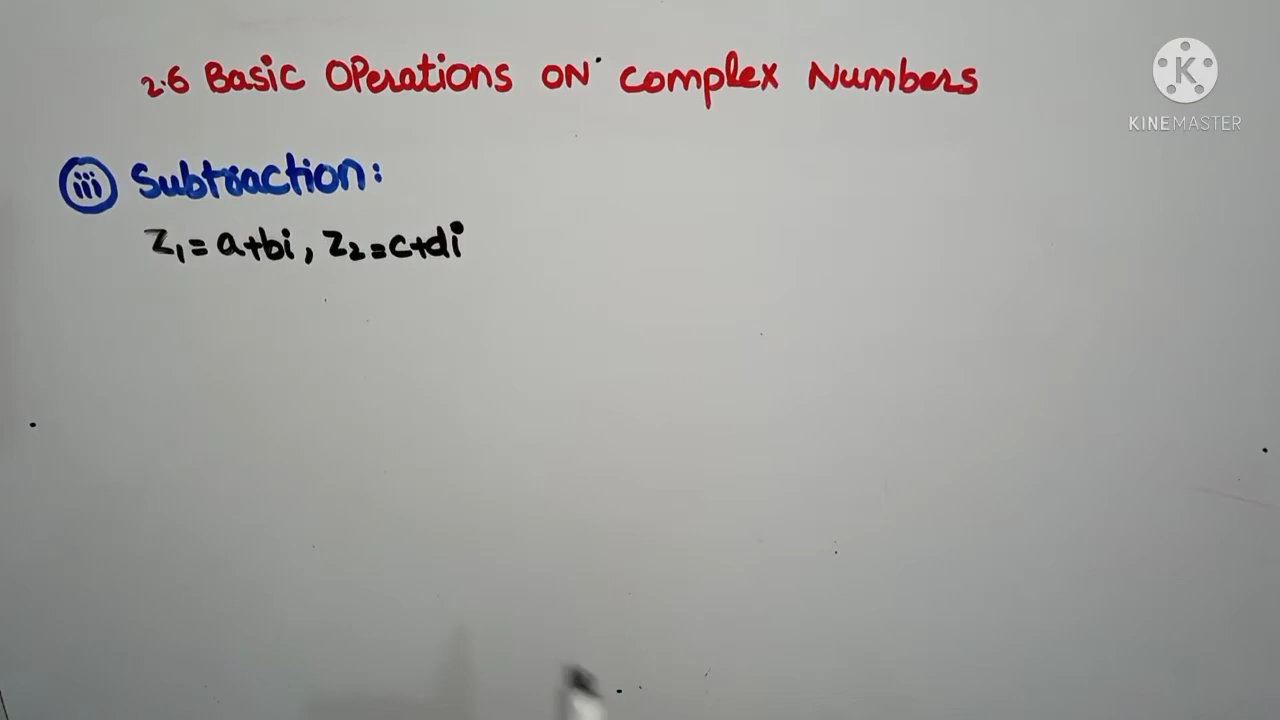 2.6 Basic Operations ON Complex Numbers
K
KINEMASTER
iii Subtraction:
Z₁ = a+bi, Z₂ = c+di